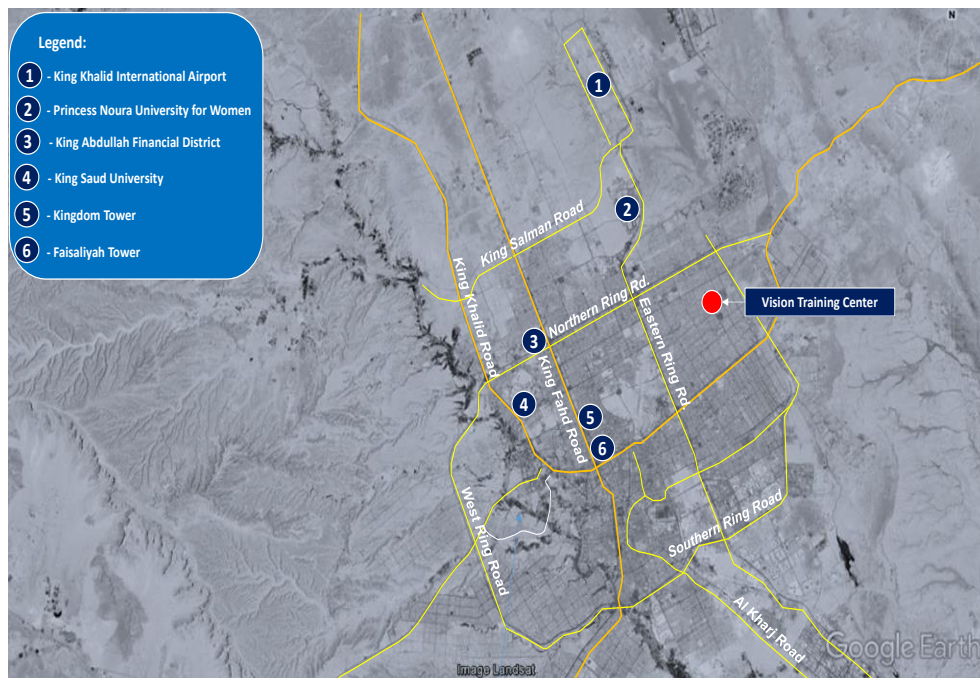 N
Legend:
1 - King Khalid International Airport
2 - Princess Noura University for Women
3 - King Abdullah Financial District
4 - King Saud University
5 - Kingdom Tower
6 - Faisaliyah Tower
1
2
King Salman Road
King Khalid Road
Northern Ring Rd.
Eastern Ring Rd.
Vision Training Center
3
King Fahd Road
4
5
6
West Ring Road
Southern Ring Road
Al Kharj Road
Google Earth
Image Landsat